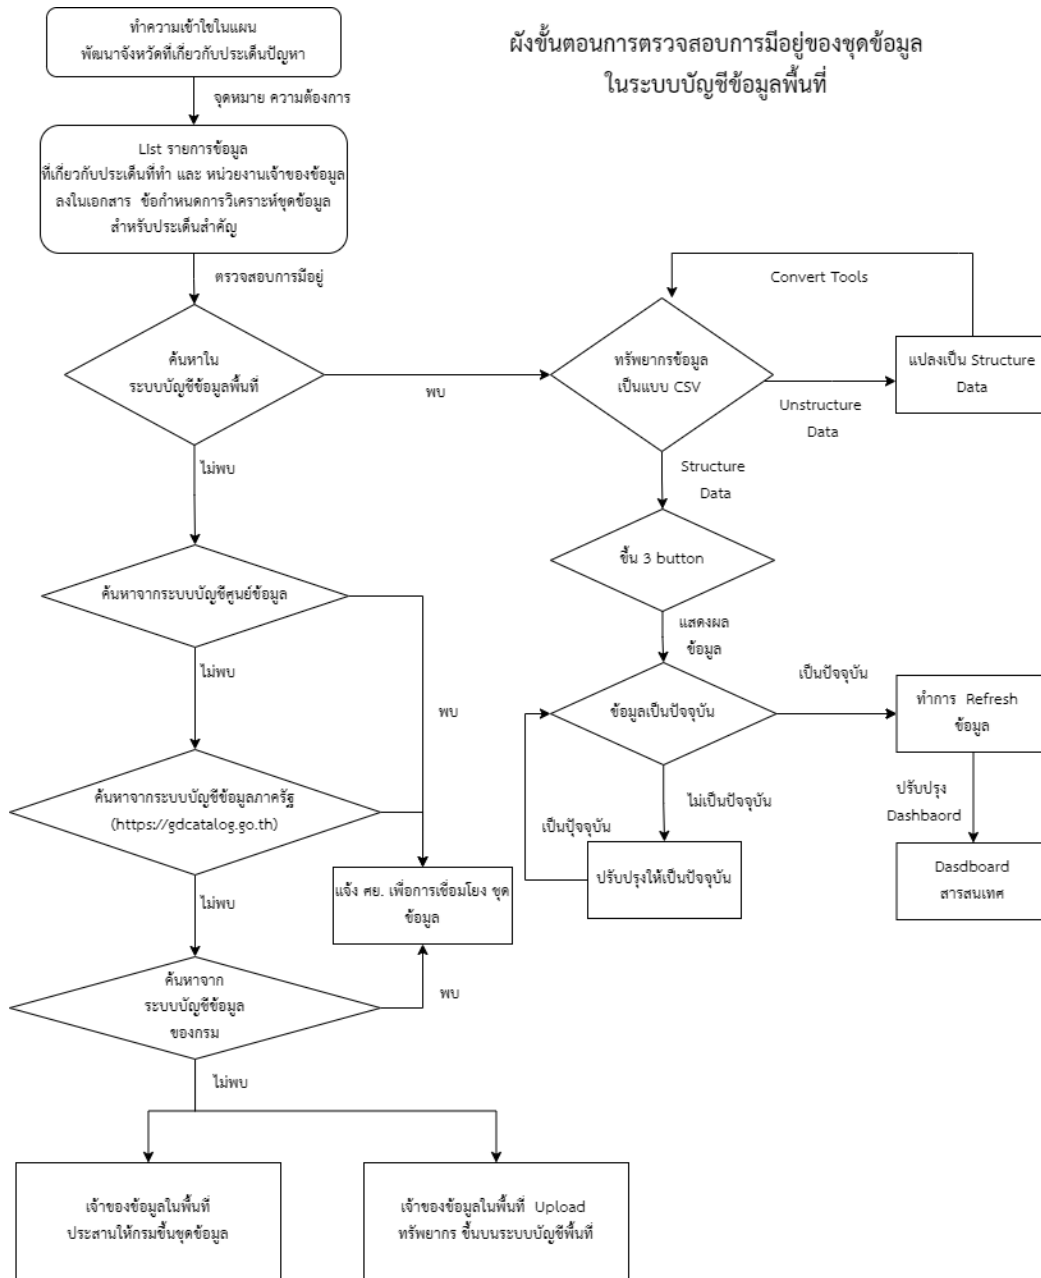 ผังขั้นตอนการตรวจสอบการมีอยู่ของชุดข้อมูล
ในระบบบัญชีข้อมูลพื้นที่
ทำความเข้าใขในแผน
พัฒนาจังหวัดที่เกี่ยวกับประเด็นปัญหา
จุดหมาย ความต้องการ
LIst รายการข้อมูล
ที่เกี่ยวกับประเด็นที่ทำ และ หน่วยงานเจ้าของข้อมูล
ลงในเอกสาร ข้อกำหนดการวิเคราะห์ชุดข้อมูล
สำหรับประเด็นสำคัญ
ตรวจสอบการมีอยู่
ค้นหาใน
ระบบบัญชีข้อมูลพื้นที่
พบ
ไม่พบ
ทรัพยากรข้อมูล
เป็นแบบ CSV
Convert Tools
แปลงเป็น Structure
Data
Unstructure
Data
Structure
Data
ขึ้น 3 button
แสดงผล
ข้อมูล
ข้อมูลเป็นปัจจุบัน
เป็นปัจจุบัน
ทำการ Refresh
ข้อมูล
ปรับปรุง
Dashbaord
Dasdboard
สารสนเทศ
ไม่เป็นปัจจุบัน
ปรับปรุงให้เป็นปัจจุบัน
เป็นปัจจุบัน
ค้นหาจากระบบบัญชีศูนย์ข้อมูล
ไม่พบ
พบ
ค้นหาจากระบบบัญชีข้อมูลภาครัฐ
(https://gdcatalog.go.th)
ไม่พบ
แจ้ง ศย. เพื่อการเชื่อมโยง ชุด
ข้อมูล
ค้นหาจาก
ระบบบัญชีข้อมูล
ของกรม
พบ
ไม่พบ
เจ้าของข้อมูลในพื้นที่
ประสานให้กรมขึ้นชุดข้อมูล
เจ้าของข้อมูลในพื้นที่ Upload
ทรัพยากร ขึ้นบนระบบบัญชีพื้นที่